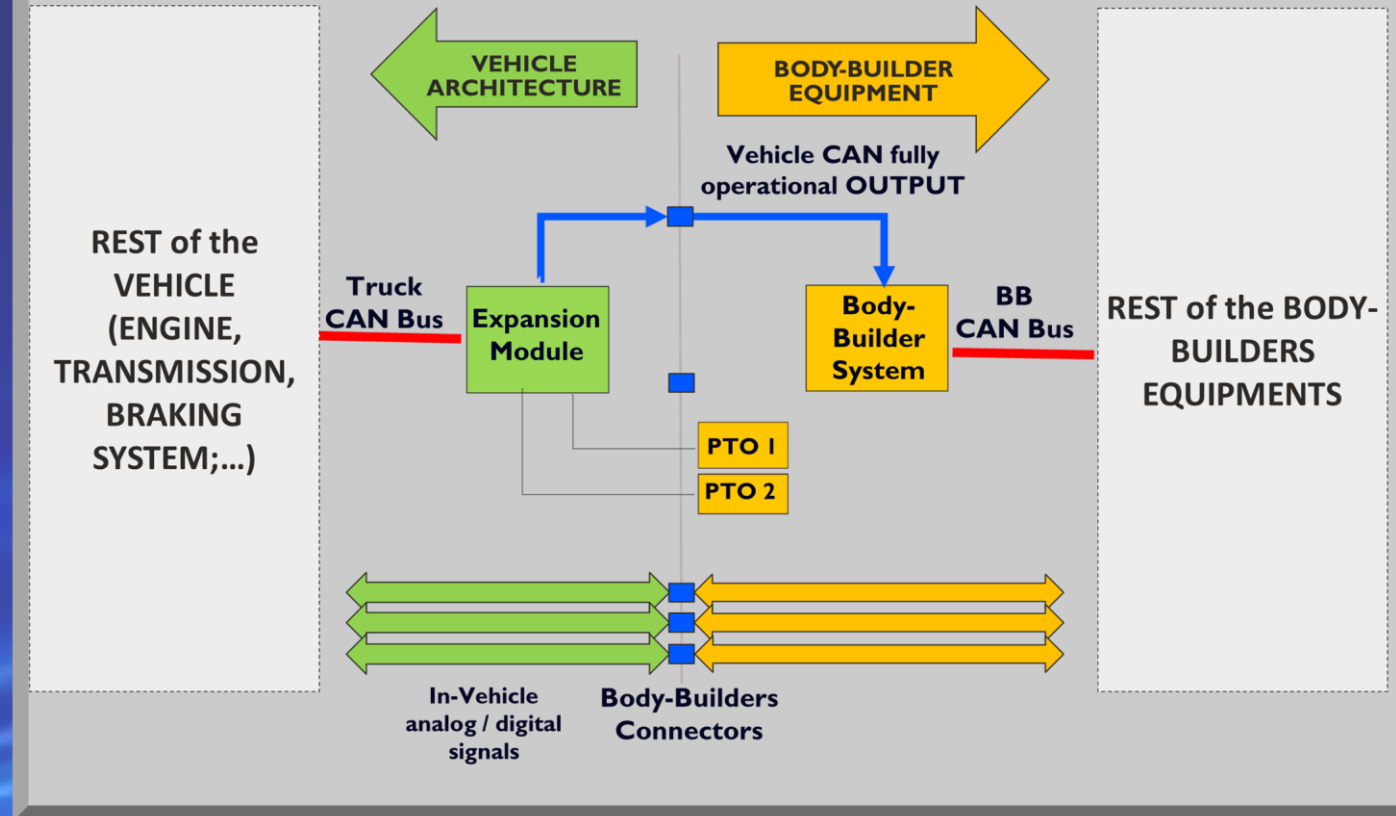 VEHICLE
ARCHITECTURE
BODY-BUILDER
EQUIPMENT
Vehicle CAN fully
operational OUTPUT
REST of the
VEHICLE
(ENGINE,
TRANSMISSION,
BRAKING
SYSTEM;...)
Truck
CAN Bus
Expansion
Module
Body-
Builder
System
BB
CAN Bus
REST of the BODY-
BUILDERS
EQUIPMENTS
PTO 1
PTO 2
In-Vehicle
analog / digital
signals
Body-Builders
Connectors